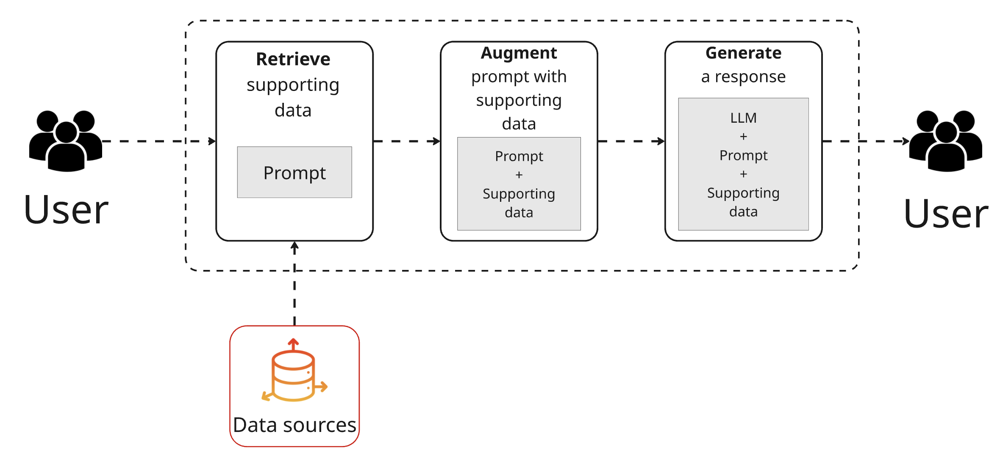 User
Retrieve
supporting
data
Prompt
Augment
prompt with
supporting
data
Prompt
+
Supporting
data
Generate
a response
LLM
+
Prompt
+
Supporting
data
User
Data sources